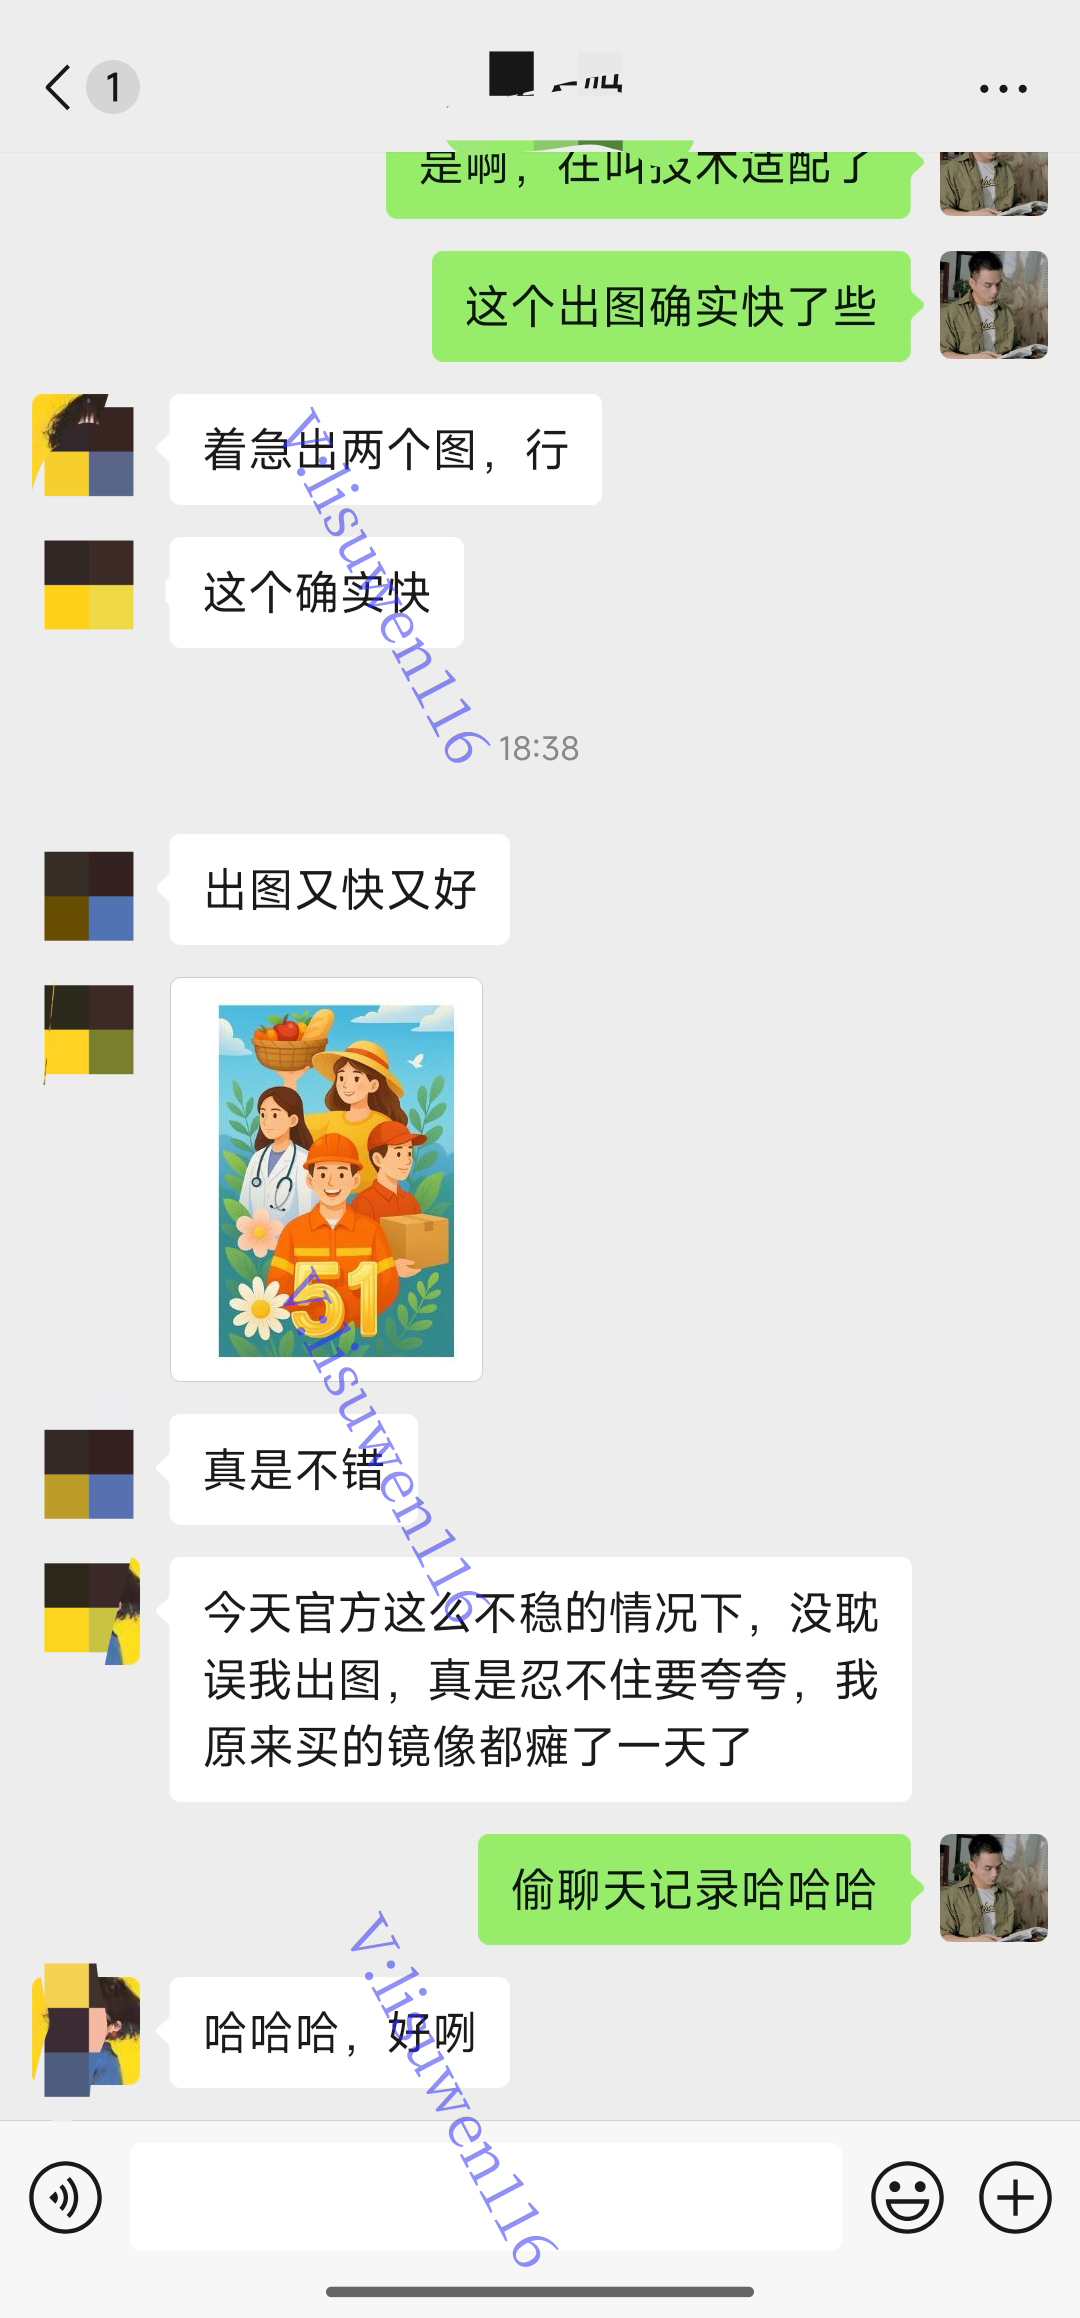 1
是啊，在叫技术适配了
这个出图确实快了些
着急出两个图，行
这个确实快
V:lisuwen116
18:38
出图又快又好
51
真是不错
V:lisuwen116
今天官方这么不稳的情况下，没耽
误我出图，真是忍不住要夸夸，我
原来买的镜像都瘫了一天了
偷聊天记录哈哈哈
哈哈哈，好咧
V:lisuwen116